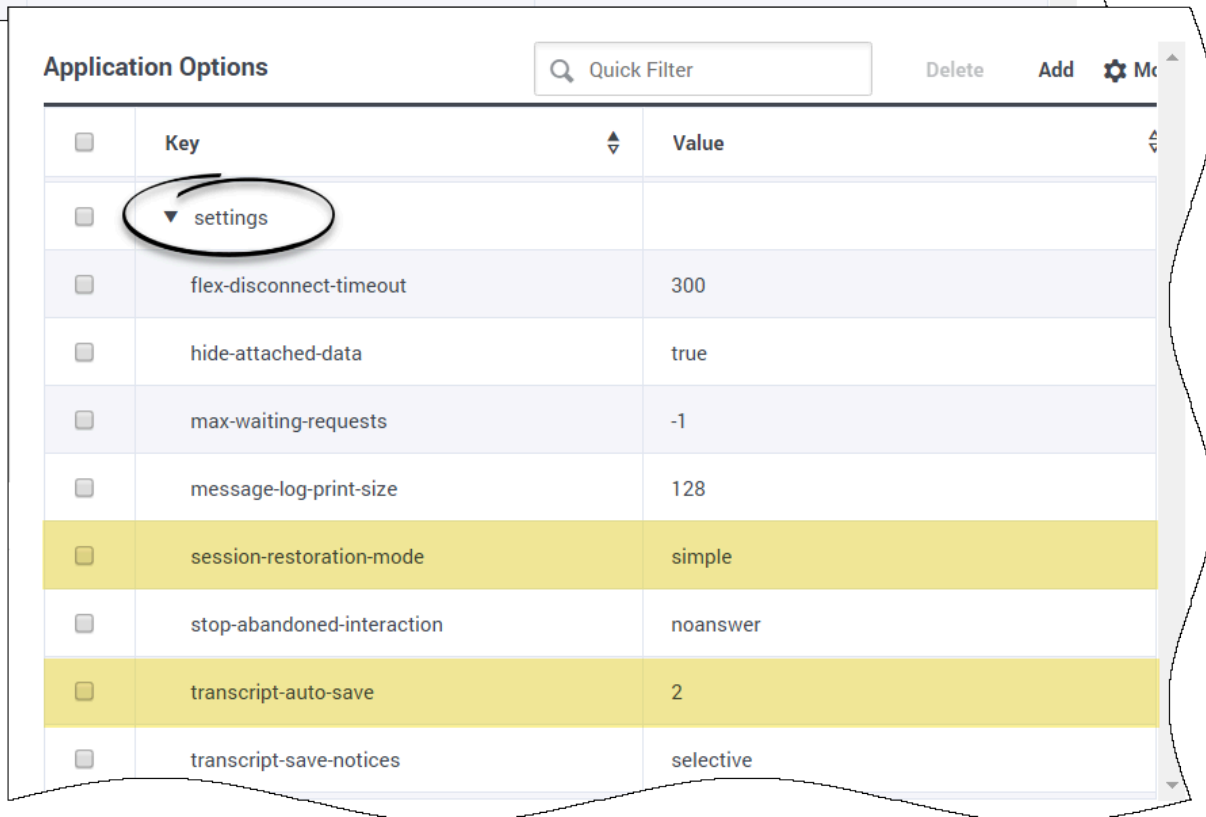 Application Options Quick Filter Delete Add
Key Value
settings
flex-disconnect-timeout 300
hide-attached-data true
max-waiting-requests -1
message-log-print-size 128
session-restoration-mode simple
stop-abandoned-interaction noanswer
transcript-auto-save 2
transcript-save-notices selective